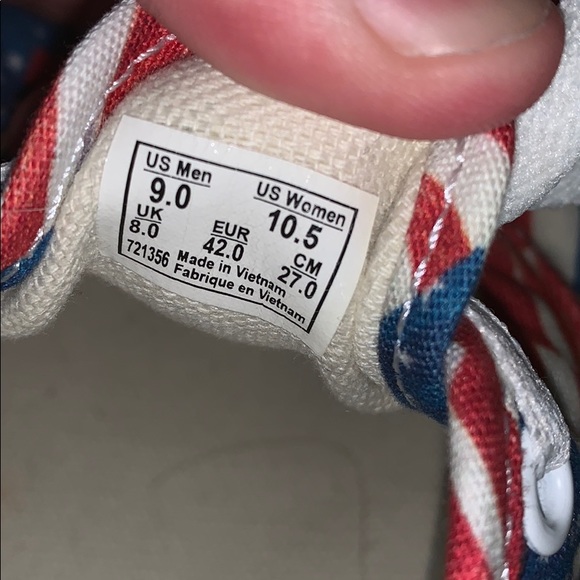 US Men US Women
9.0 10.5
UK EUR CM
8.0 42.0 27.0
721356 Made in Vietnam
Fabrique en Vietnam